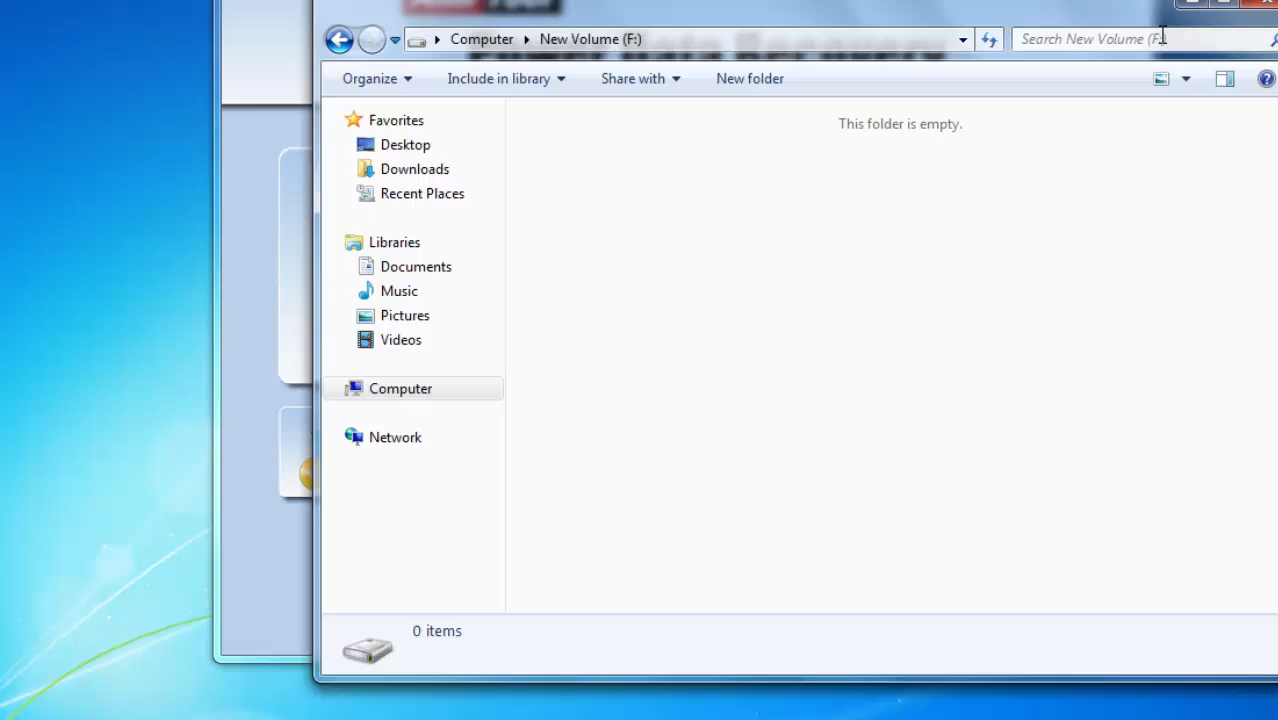 Computer New Volume (F:) Search New Volume (F:
Organize Include in library Share with New folder
Favorites
Desktop
Downloads
Recent Places
Libraries
Documents
Music
Pictures
Videos
Computer
Network
This folder is empty.
0 items